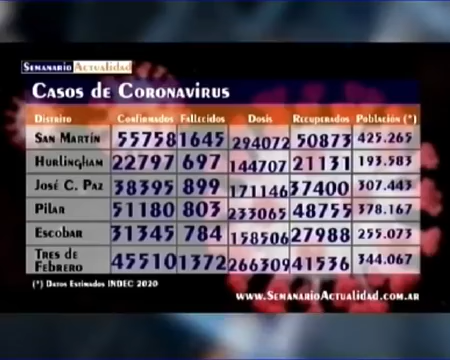 Semanario Actualidad
Casos de Coronavirus
Distrito Confirmados Fallecidos Dosis Recuperados Población (*)
San Martín 55758 1645 294072 50873 425.265
Hurlingham 22797 697 144707 21131 193.583
José C. Paz 38395 899 171146 37400 307.443
Pilar 51180 803 233065 48755 378.167
Escobar 31345 784 158506 27988 255.073
Tres de
Febrero 45510 1372 266309 41536 344.067
(*) Datos Estimados INDEC 2020
www.SemanarioActualidad.com.ar